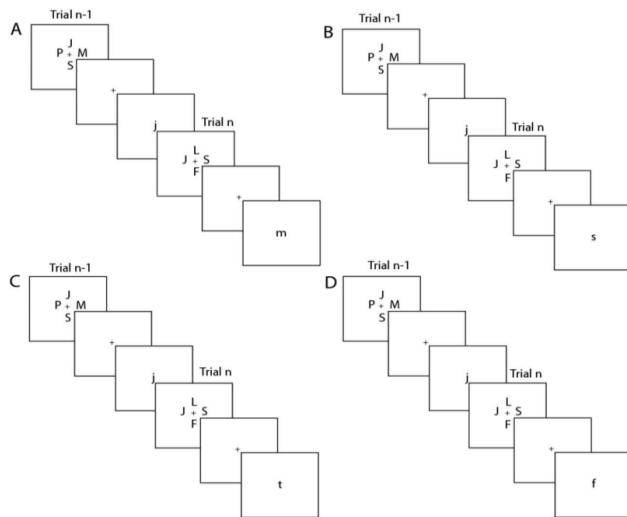 A
Trial n-1
J
P + M
S
+
j
Trial n
L
J + S
F
+
m
B
Trial n-1
J
P + M
S
+
j
Trial n
L
J + S
F
+
s
C
Trial n-1
J
P + M
S
+
j
Trial n
L
J + S
F
+
t
D
Trial n-1
J
P + M
S
+
j
Trial n
L
J + S
F
+
f